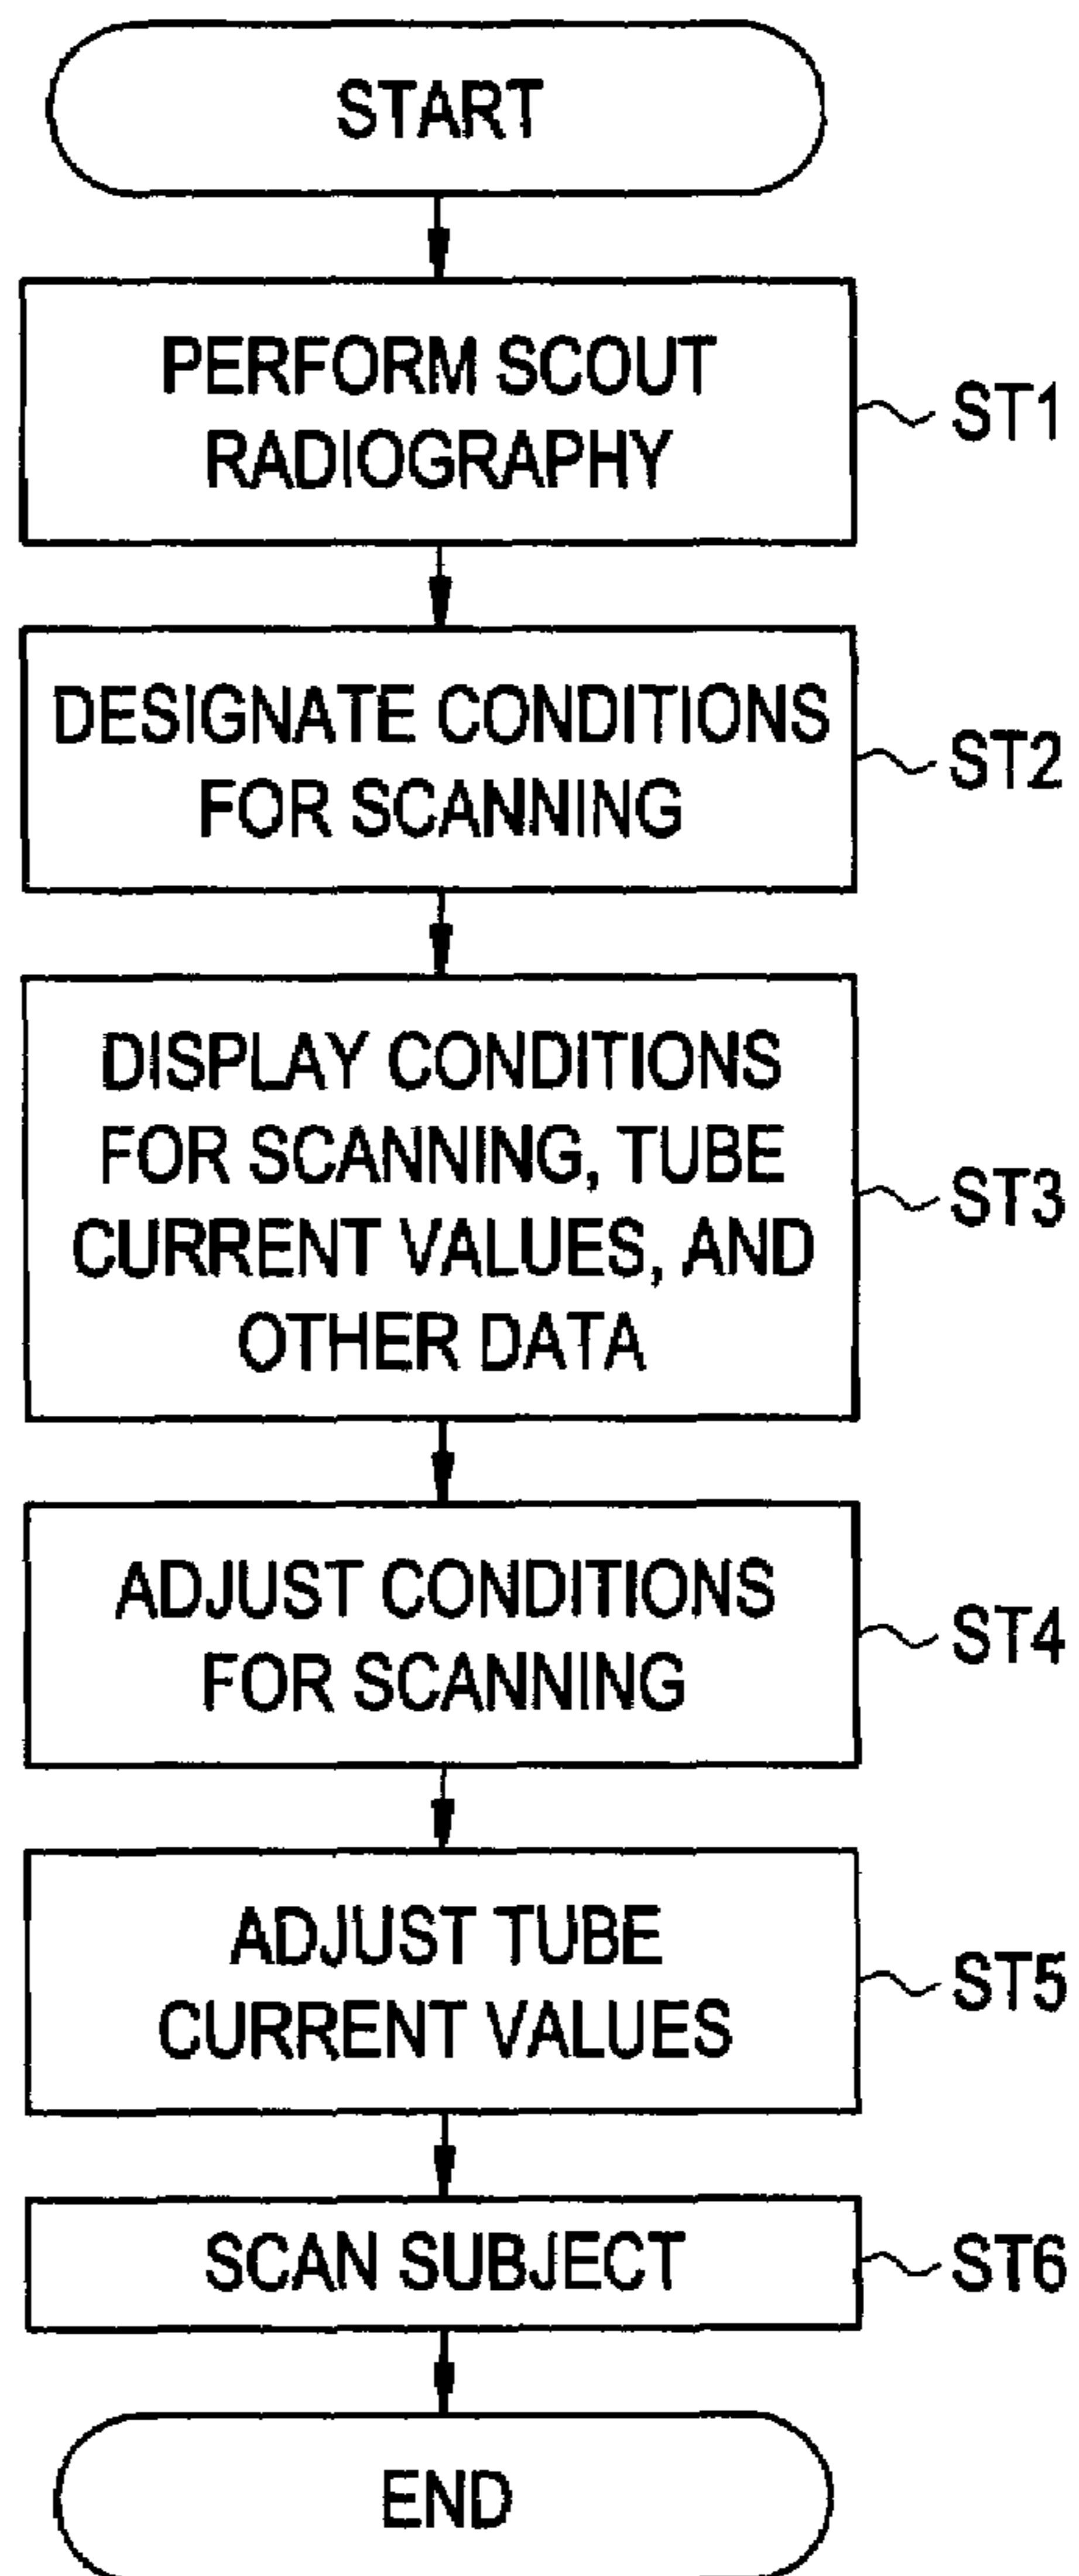 START
PERFORM SCOUT
RADIOGRAPHY
ST1
DESIGNATE CONDITIONS
FOR SCANNING
ST2
DISPLAY CONDITIONS
FOR SCANNING, TUBE
CURRENT VALUES, AND
OTHER DATA
ST3
ADJUST CONDITIONS
FOR SCANNING
ST4
ADJUST TUBE
CURRENT VALUES
ST5
SCAN SUBJECT
ST6
END